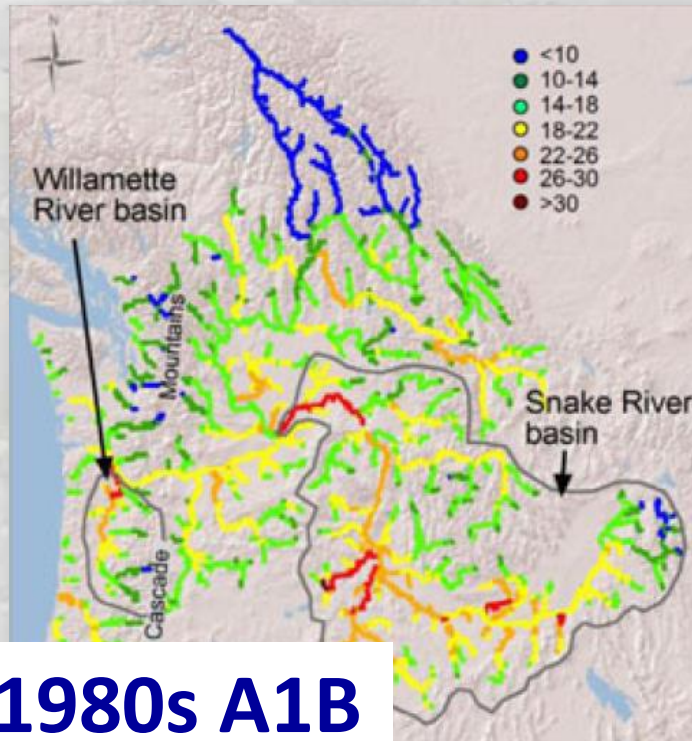 N
<10
10-14
14-18
18-22
22-26
26-30
>30
Willamette
River basin
Mountains
Snake River
basin
Cascade
1980s A1B